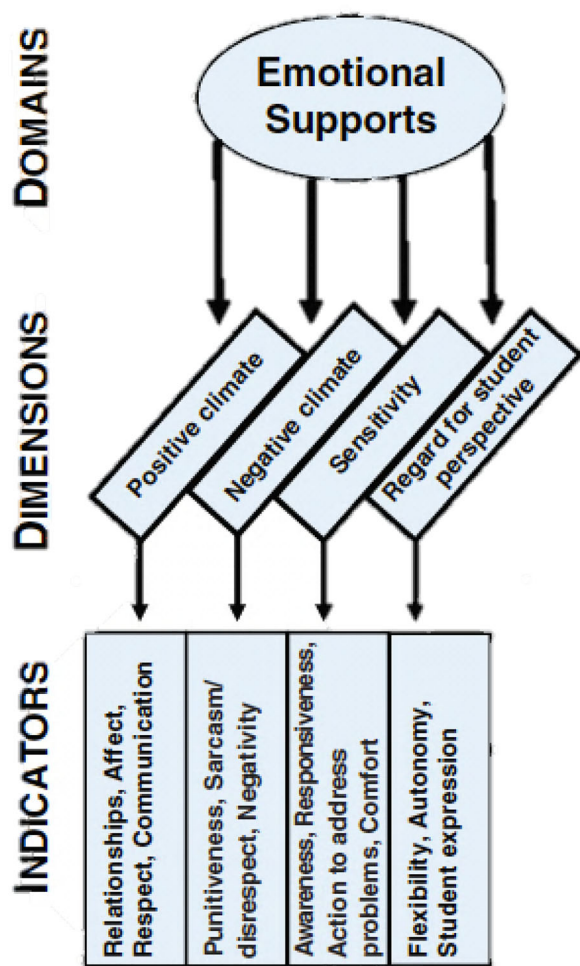 DOMAINS
Emotional
Supports
DIMENSIONS
Positive climate
Negative climate
Sensitivity
Regard for student
perspective
INDICATORS
Relationships, Affect,
Respect, Communication
Punitiveness, Sarcasm/
disrespect, Negativity
Awareness, Responsiveness,
Action to address
problems, Comfort
Flexibility, Autonomy,
Student expression